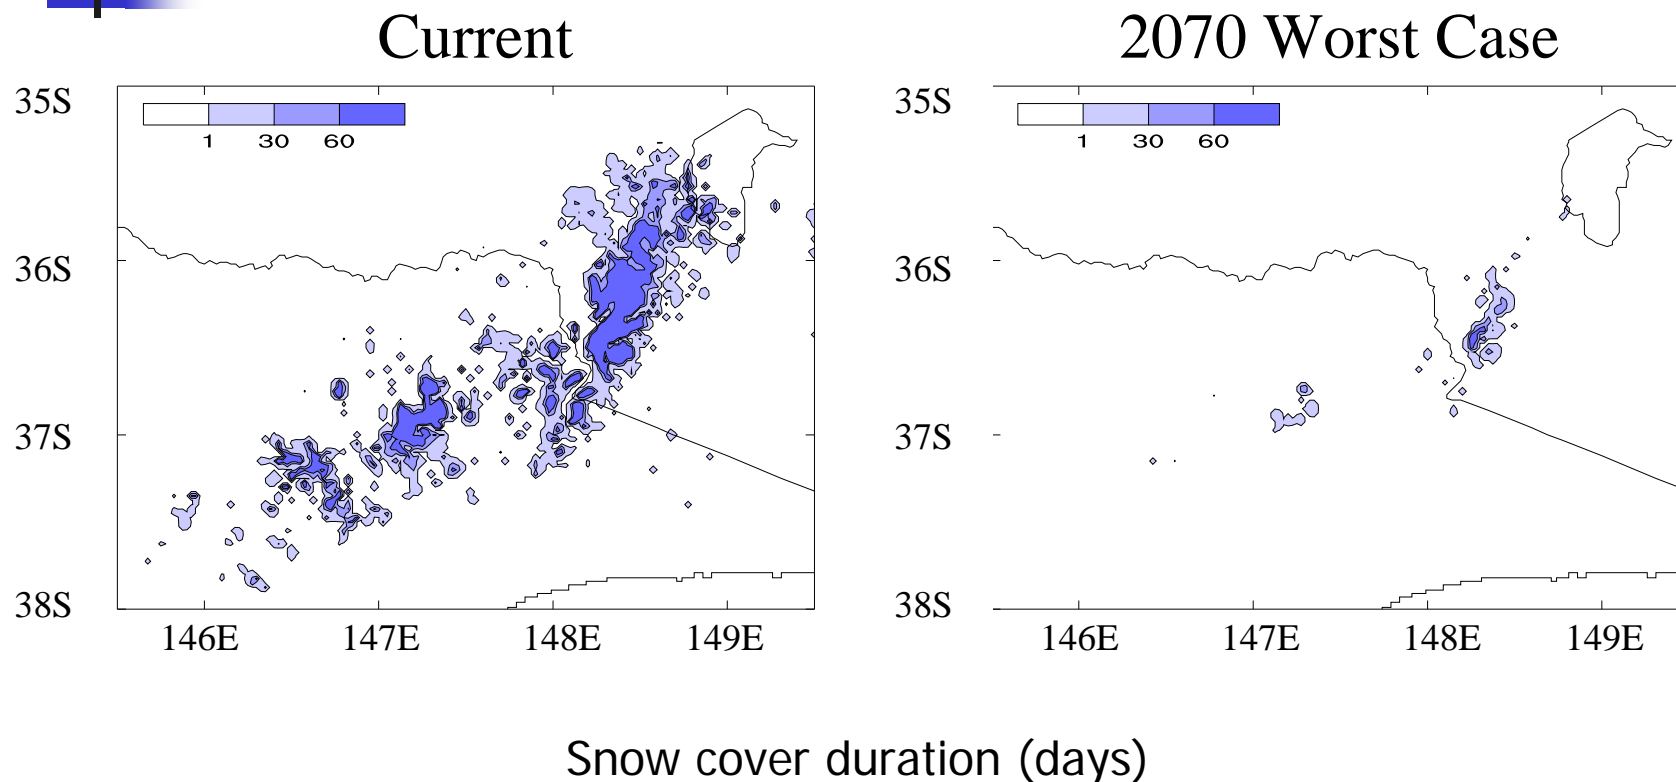 Current
2070 Worst Case
35S
1 30 60
36S
37S
38S
146E 147E 148E 149E
35S
1 30 60
36S
37S
38S
146E 147E 148E 149E
Snow cover duration (days)